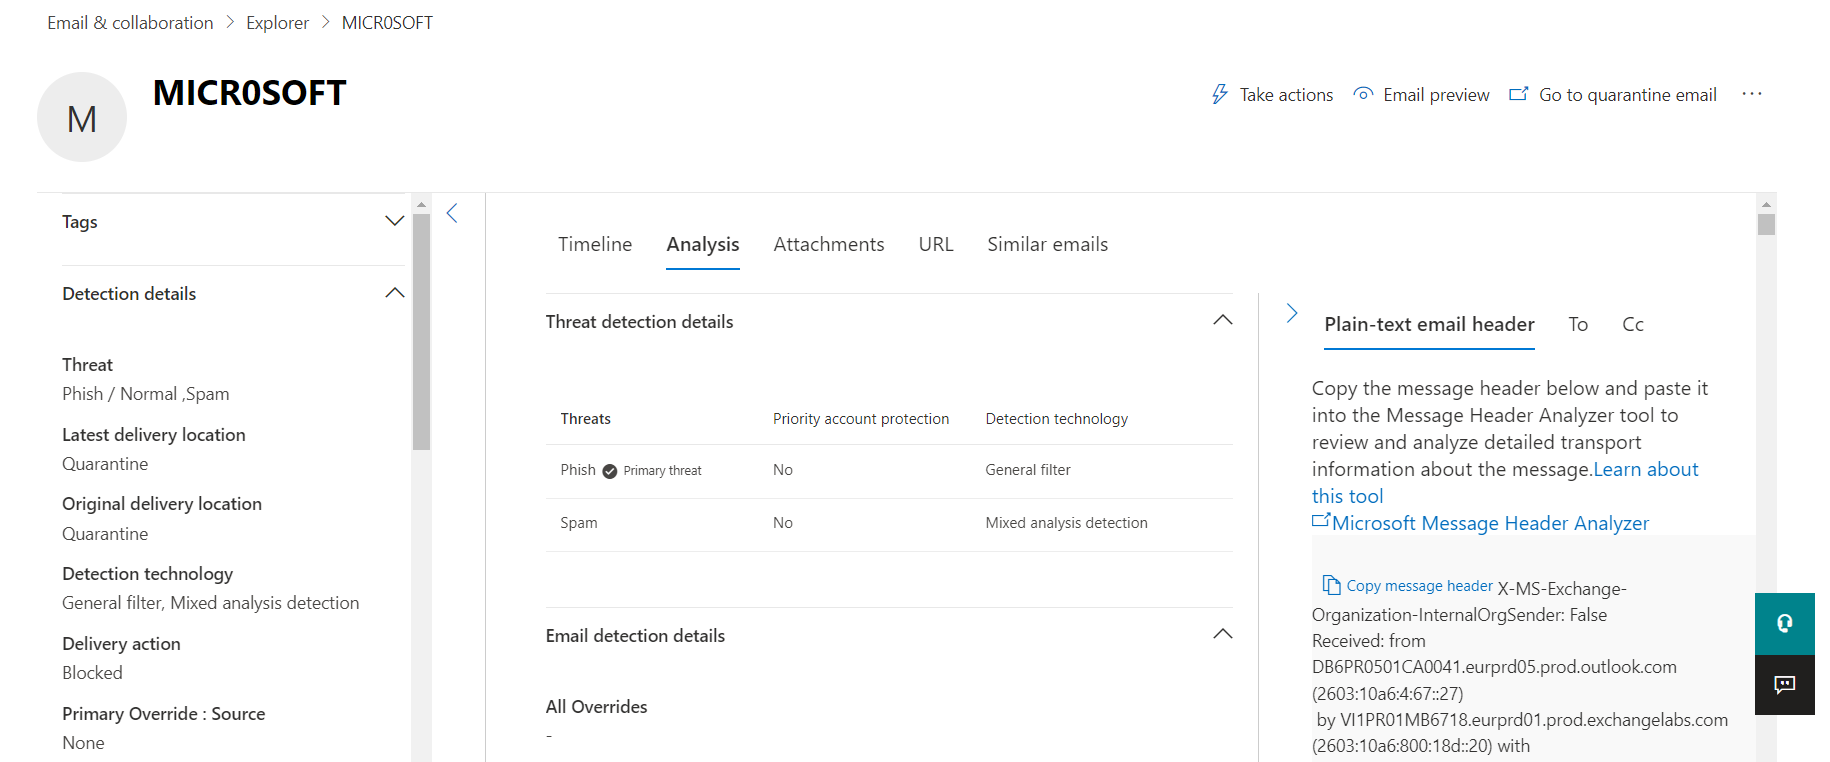 Email & collaboration > Explorer > MICR0SOFT
M
MICR0SOFT
Take actions
Email preview
Go to quarantine email
...
Tags
Detection details
Threat
Phish / Normal ,Spam
Latest delivery location
Quarantine
Original delivery location
Quarantine
Detection technology
General filter, Mixed analysis detection
Delivery action
Blocked
Primary Override : Source
None
Timeline
Analysis
Attachments
URL
Similar emails
Threat detection details
Threats Priority account protection Detection technology
Phish Primary threat No General filter
Spam No Mixed analysis detection
Email detection details
All Overrides
-
Plain-text email header
To
Cc
Copy the message header below and paste it
into the Message Header Analyzer tool to
review and analyze detailed transport
information about the message.Learn about
this tool
Microsoft Message Header Analyzer
Copy message header X-MS-Exchange-
Organization-InternalOrgSender: False
Received: from
DB6PR0501CA0041.eurprd05.prod.outlook.com
(2603:10a6:4:67::27)
by VI1PR01MB6718.eurprd01.prod.exchangelabs.com
(2603:10a6:800:18d::20) with